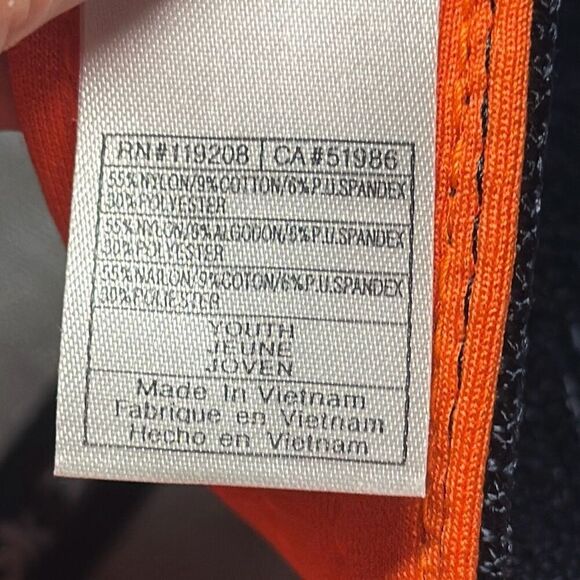 RN#119208 CA#51986
55%NYLON/9%COTTON/6%P.U.SPANDEX
30%POLYESTER
55%NYLON/9%ALGODON/6%P.U.SPANDEX
30%POLYESTER
55%NAILON/9%COTON/6%P.U.SPANDEX
30%POLIESTER
YOUTH
JEUNE
JOVEN
Made In Vietnam
Fabrique en Vietnam
Hecho en Vietnam